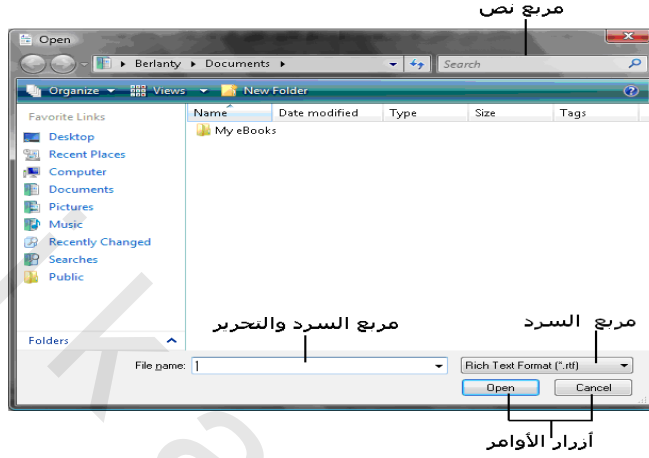 مربع نص
Open
Berlanty ▸ Documents ▸
Search
Organize Views New Folder
Favorite Links
Name Date modified Type Size Tags
My eBooks
Desktop
Recent Places
Computer
Documents
Pictures
Music
Recently Changed
Searches
Public
مربع السرد والتحرير
مربع السرد
Folders
File name:
Rich Text Format (*.rtf)
Open Cancel
أزرار الأوامر